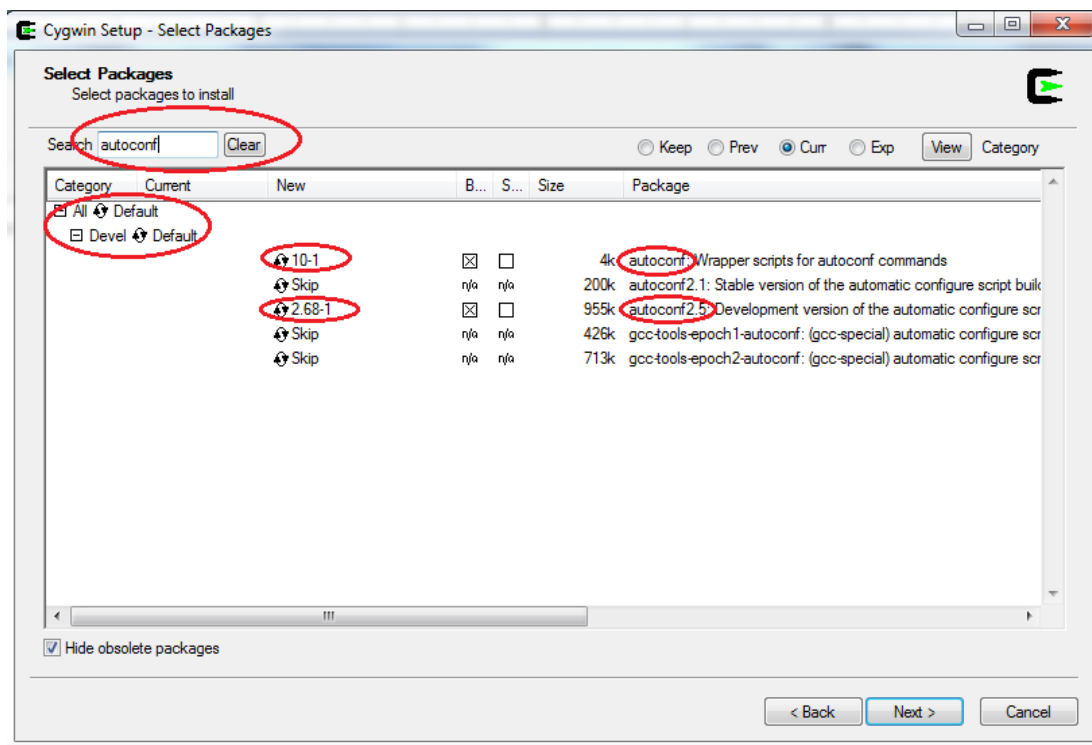 Cygwin Setup - Select Packages
Select Packages
Select packages to install
Search autoconf Clear Keep Prev Curr Exp View Category
Category Current New B... S... Size Package
All Default
Devel Default
10-1 4k autoconf: Wrapper scripts for autoconf commands
Skip n/a n/a 200k autoconf2.1: Stable version of the automatic configure script builc
2.68-1 955k autoconf2.5: Development version of the automatic configure scr
Skip n/a n/a 426k gcc-tools-epoch1-autoconf: (gcc-special) automatic configure scr
Skip n/a n/a 713k gcc-tools-epoch2-autoconf: (gcc-special) automatic configure scr
Hide obsolete packages
< Back Next > Cancel